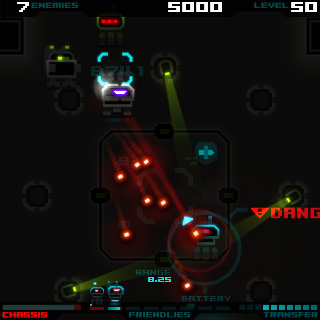 7 ENEMIES 5000 LEVEL 50
DANG
RANGE
8.25
BATTERY
CHASSIS FRIENDLIES TRANSFER